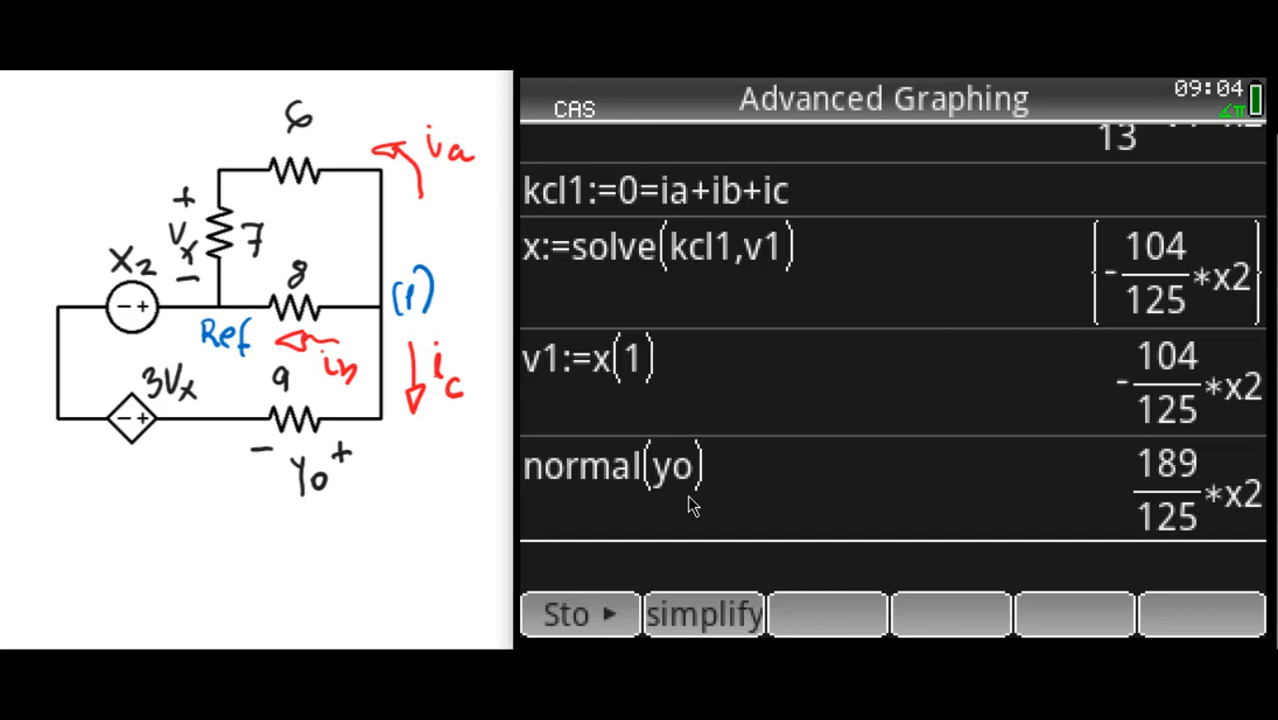 6
ia
+
Vx
-
7
X2
- +
8
(1)
Ref
ib
ic
3Vx
- +
9
- Yo +
CAS
Advanced Graphing
09:04
∡π
13
kcl1:=0=ia+ib+ic
x:=solve(kcl1,v1)
{-104/125*x2}
v1:=x(1)
-104/125*x2
normal(yo)
189/125*x2
Sto ▸
simplify